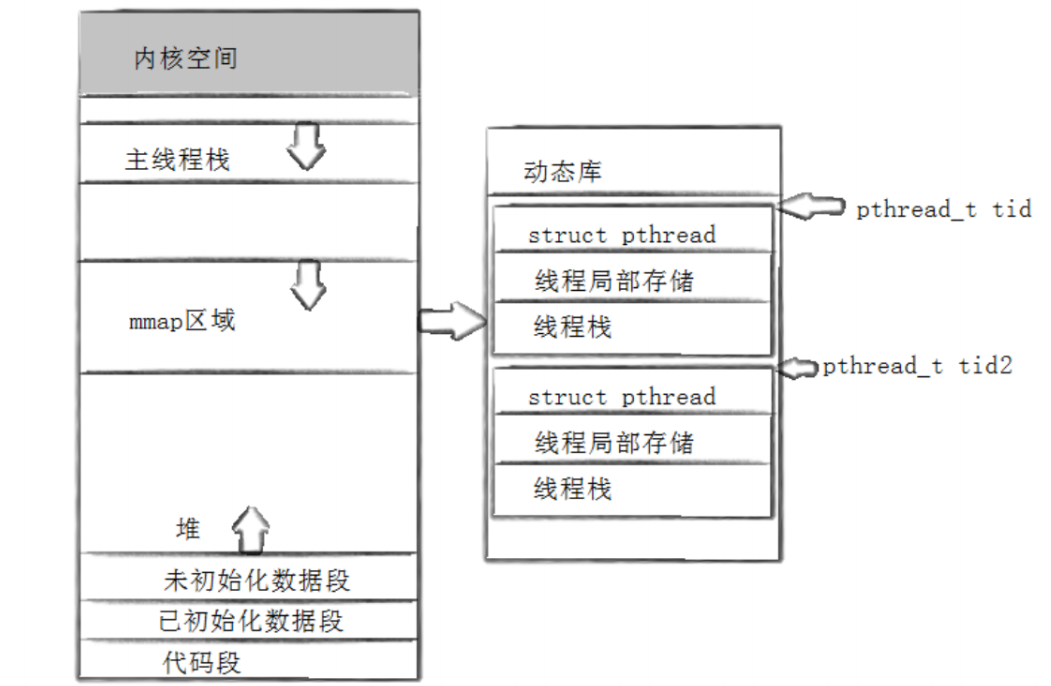 内核空间
主线程栈
mmap区域
堆
未初始化数据段
已初始化数据段
代码段
动态库
struct pthread
线程局部存储
线程栈
struct pthread
线程局部存储
线程栈
pthread_t tid
pthread_t tid2